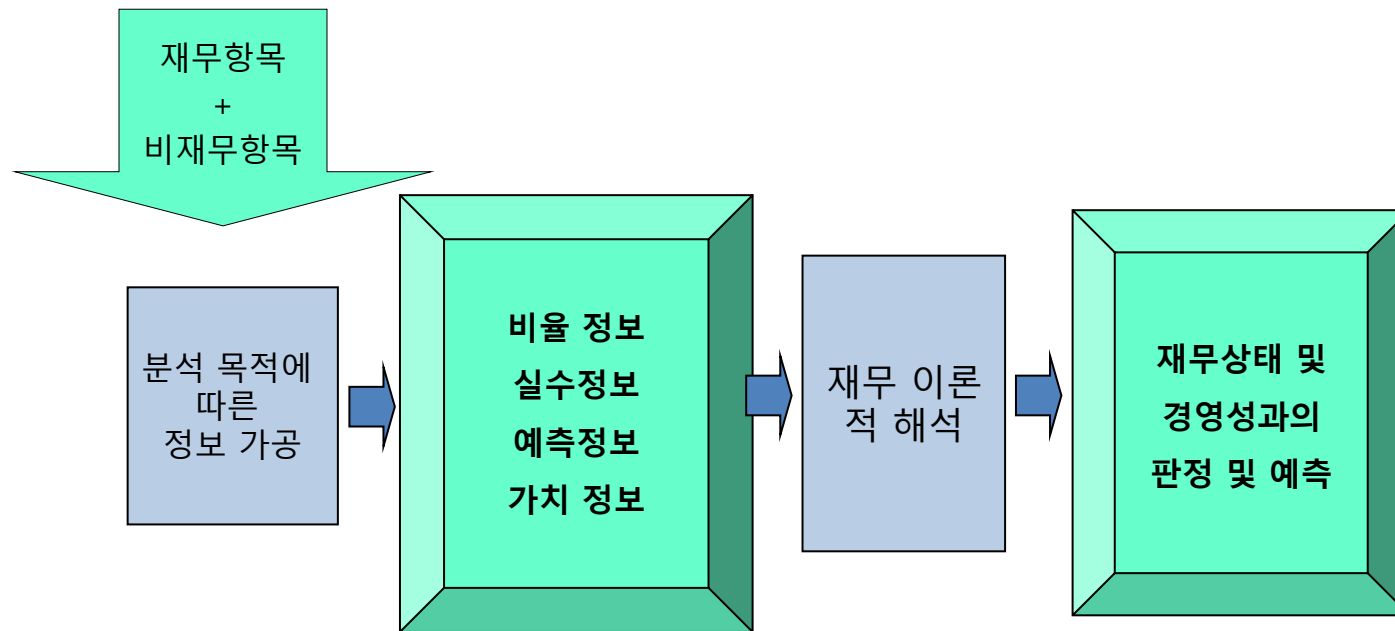 재무항목
+
비재무항목
분석 목적에
따른
정보 가공
비율 정보
실수정보
예측정보
가치 정보
재무 이론
적 해석
재무상태 및
경영성과의
판정 및 예측